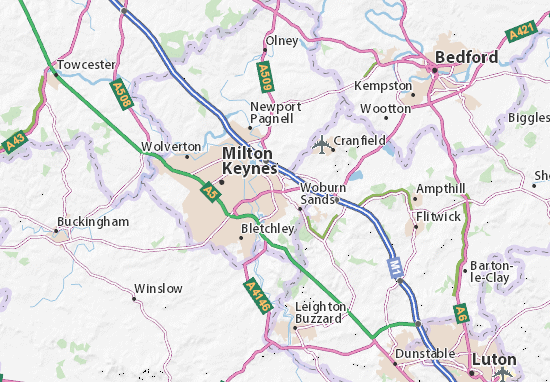 Olney
A421
Towcester
A509
Bedford
A508
Kempston
Newport
Pagnell
Wootton
Biggles
A43
Wolverton
Cranfield
Milton
Keynes
A5
Woburn
Sands
Ampthill
Sh
Buckingham
Flitwick
Bletchley
M1
Barton-
le-Clay
Winslow
A4146
Leighton
Buzzard
A6
Dunstable
Luton